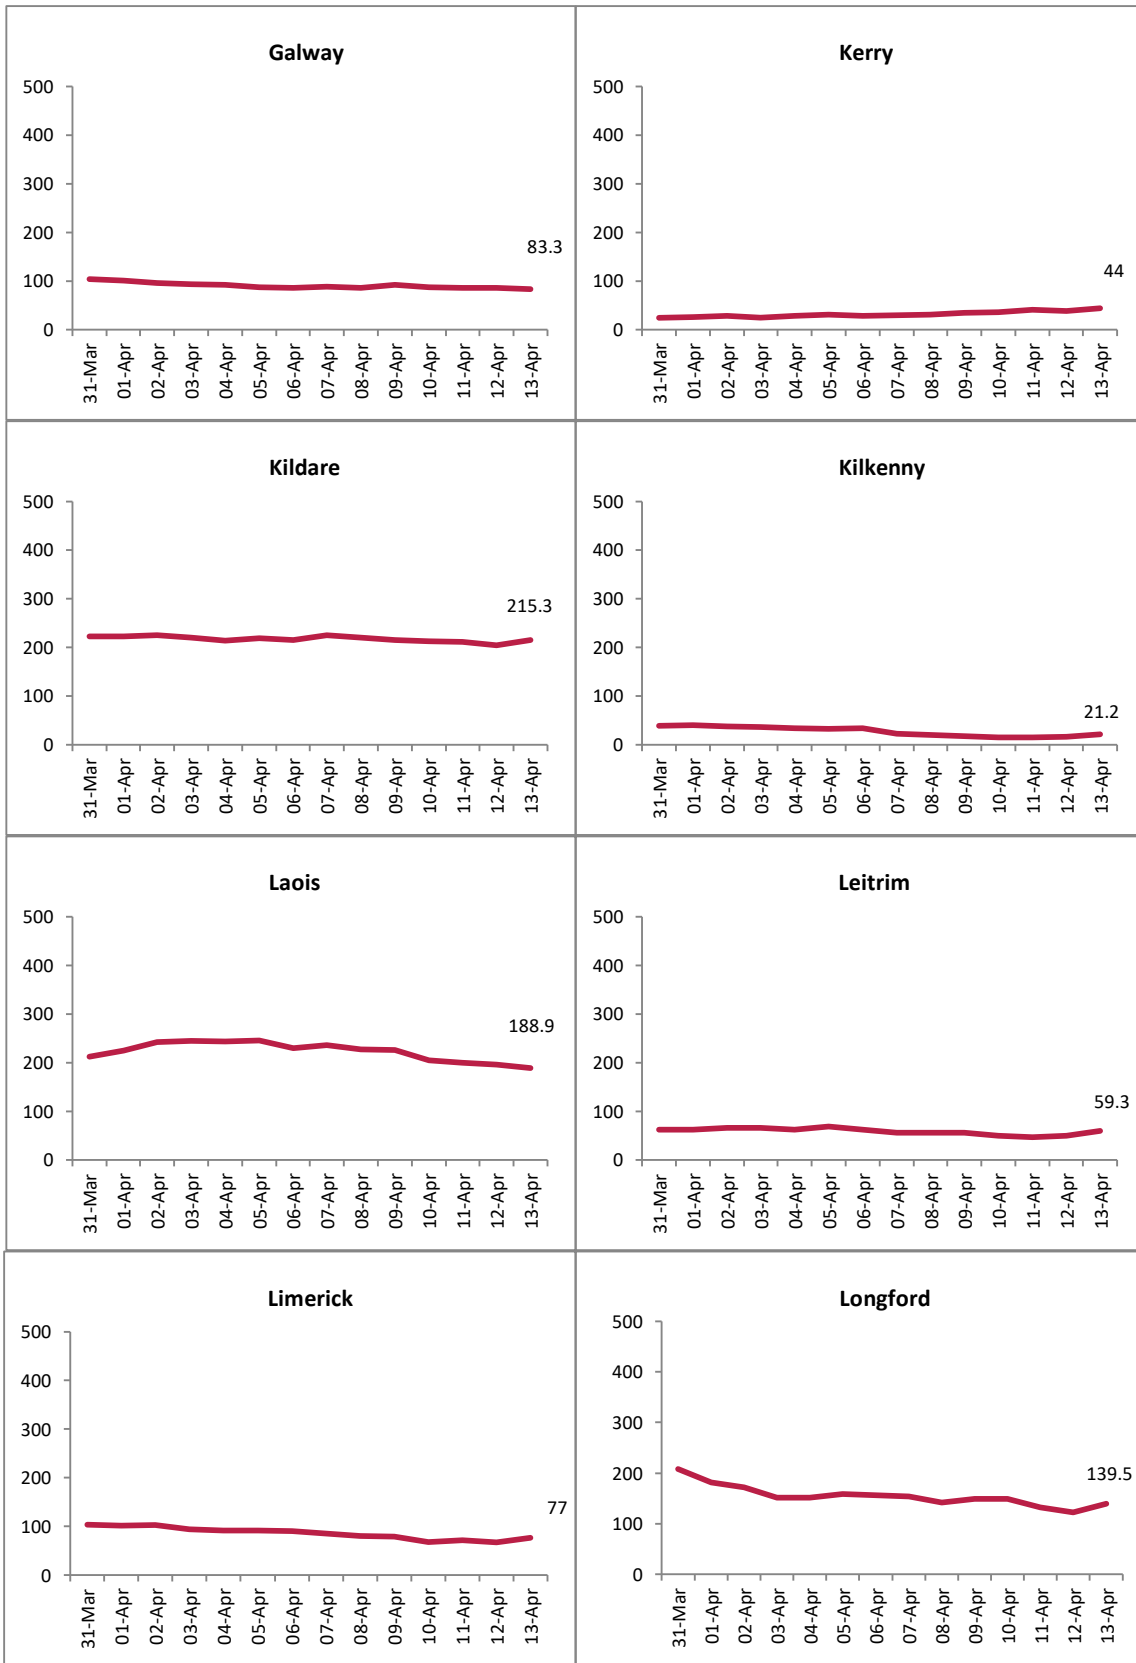 Galway
500
400
300
200
100
0
83.3
31-Mar
01-Apr
02-Apr
03-Apr
04-Apr
05-Apr
06-Apr
07-Apr
08-Apr
09-Apr
10-Apr
11-Apr
12-Apr
13-Apr
Kerry
500
400
300
200
100
0
44
31-Mar
01-Apr
02-Apr
03-Apr
04-Apr
05-Apr
06-Apr
07-Apr
08-Apr
09-Apr
10-Apr
11-Apr
12-Apr
13-Apr
Kildare
500
400
300
200
100
0
215.3
31-Mar
01-Apr
02-Apr
03-Apr
04-Apr
05-Apr
06-Apr
07-Apr
08-Apr
09-Apr
10-Apr
11-Apr
12-Apr
13-Apr
Kilkenny
500
400
300
200
100
0
21.2
31-Mar
01-Apr
02-Apr
03-Apr
04-Apr
05-Apr
06-Apr
07-Apr
08-Apr
09-Apr
10-Apr
11-Apr
12-Apr
13-Apr
Laois
500
400
300
200
100
0
188.9
31-Mar
01-Apr
02-Apr
03-Apr
04-Apr
05-Apr
06-Apr
07-Apr
08-Apr
09-Apr
10-Apr
11-Apr
12-Apr
13-Apr
Leitrim
500
400
300
200
100
0
59.3
31-Mar
01-Apr
02-Apr
03-Apr
04-Apr
05-Apr
06-Apr
07-Apr
08-Apr
09-Apr
10-Apr
11-Apr
12-Apr
13-Apr
Limerick
500
400
300
200
100
0
77
31-Mar
01-Apr
02-Apr
03-Apr
04-Apr
05-Apr
06-Apr
07-Apr
08-Apr
09-Apr
10-Apr
11-Apr
12-Apr
13-Apr
Longford
500
400
300
200
100
0
139.5
31-Mar
01-Apr
02-Apr
03-Apr
04-Apr
05-Apr
06-Apr
07-Apr
08-Apr
09-Apr
10-Apr
11-Apr
12-Apr
13-Apr